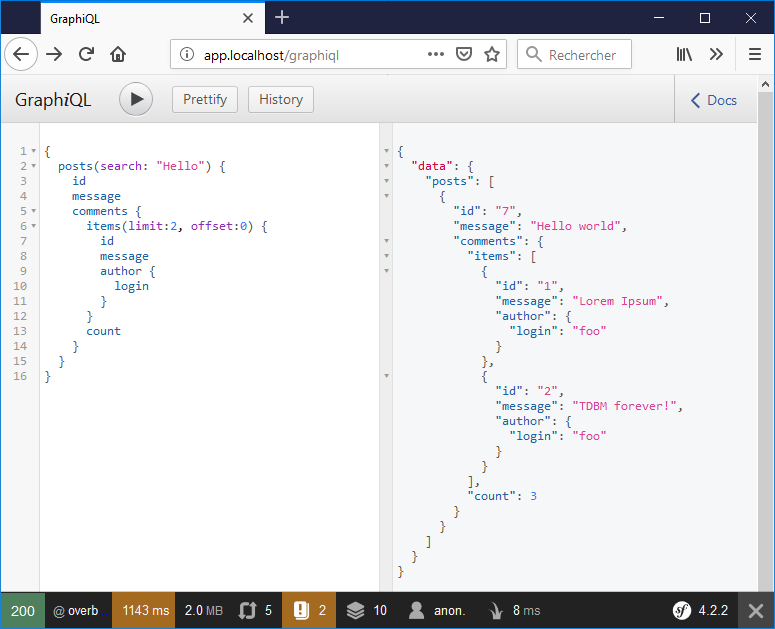 GraphiQL
app.localhost/graphiql
Rechercher
GraphiQL
Prettify
History
Docs
1 {
2 posts(search: "Hello") {
3 id
4 message
5 comments {
6 items(limit:2, offset:0) {
7 id
8 message
9 author {
10 login
11 }
12 }
13 count
14 }
15 }
16 }
{
"data": {
"posts": [
{
"id": "7",
"message": "Hello world",
"comments": {
"items": [
{
"id": "1",
"message": "Lorem Ipsum",
"author": {
"login": "foo"
}
},
{
"id": "2",
"message": "TDBM forever!",
"author": {
"login": "foo"
}
}
],
"count": 3
}
}
]
}
}
200 @ overb 1143 ms 2.0 MB 5 2 10 anon. 8 ms sf 4.2.2